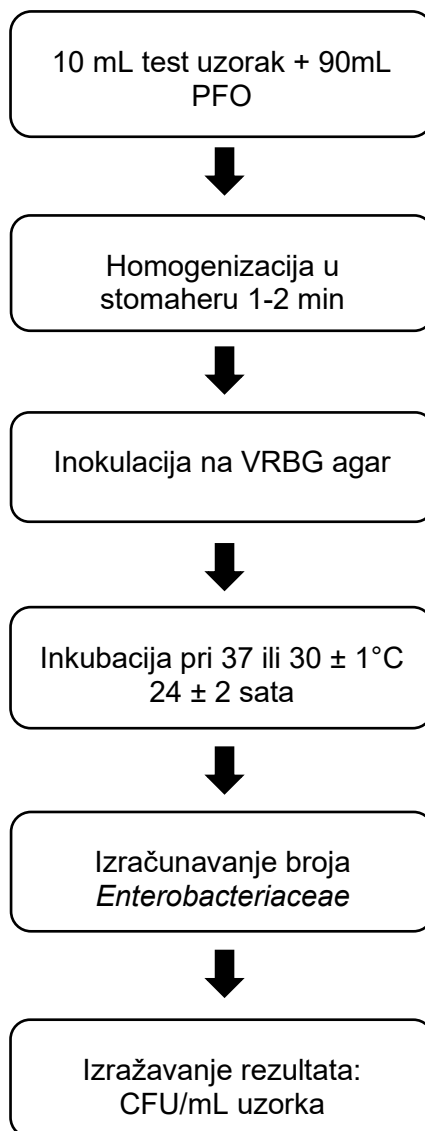 10 mL test uzorak + 90mL
PFO
Homogenizacija u
stomaheru 1-2 min
Inokulacija na VRBG agar
Inkubacija pri 37 ili 30 ± 1°C
24 ± 2 sata
Izračunavanje broja
Enterobacteriaceae
Izražavanje rezultata:
CFU/mL uzorka